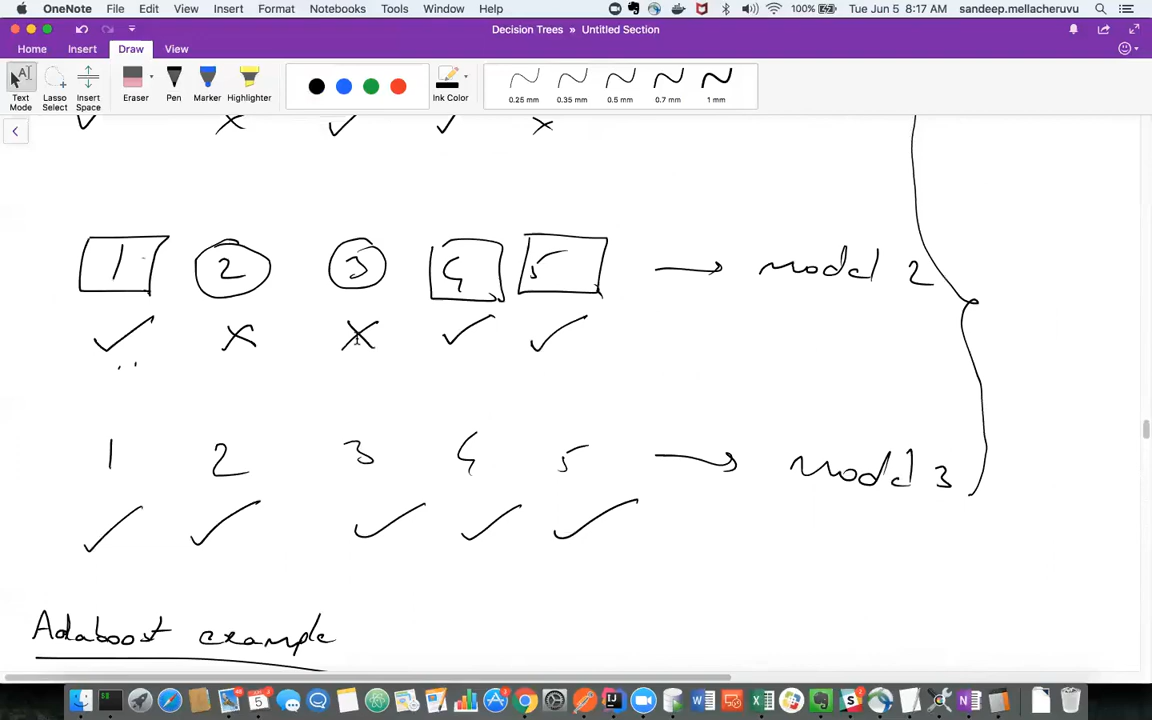 OneNote File Edit View Insert Format Notebooks Tools Window Help 100% Tue Jun 5 8:17 AM sandeep.mellacheruvu
Decision Trees » Untitled Section
Home Insert Draw View
Text Mode
Lasso Select
Insert Space
Eraser
Pen
Marker
Highlighter
Ink Color
0.25 mm
0.35 mm
0.5 mm
0.7 mm
1 mm
✓ X ✓ ✓ X
1 2 3 4 5 → model 2
✓ X X ✓ ✓
1 2 3 4 5 → model 3
✓ ✓ ✓ ✓ ✓
Adaboost example